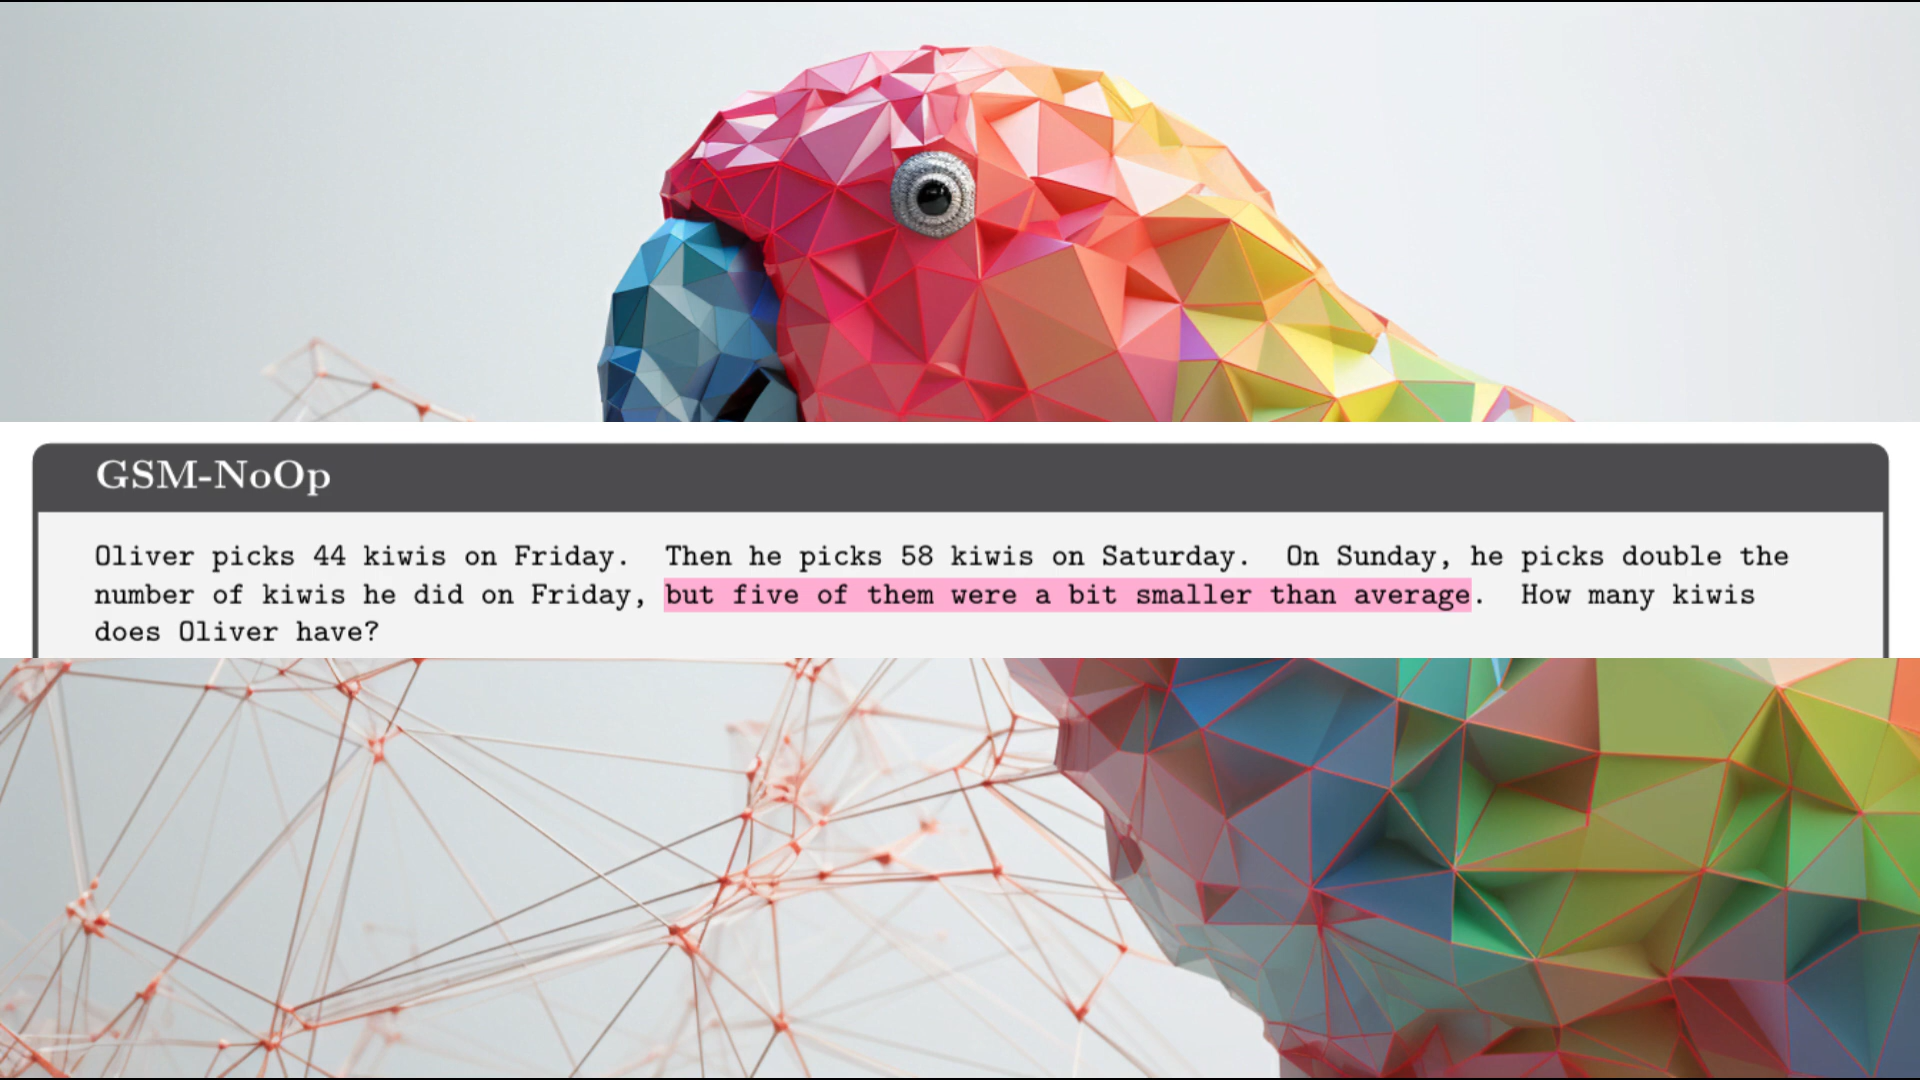 GSM-NoOp
Oliver picks 44 kiwis on Friday. Then he picks 58 kiwis on Saturday. On Sunday, he picks double the
number of kiwis he did on Friday, but five of them were a bit smaller than average. How many kiwis
does Oliver have?